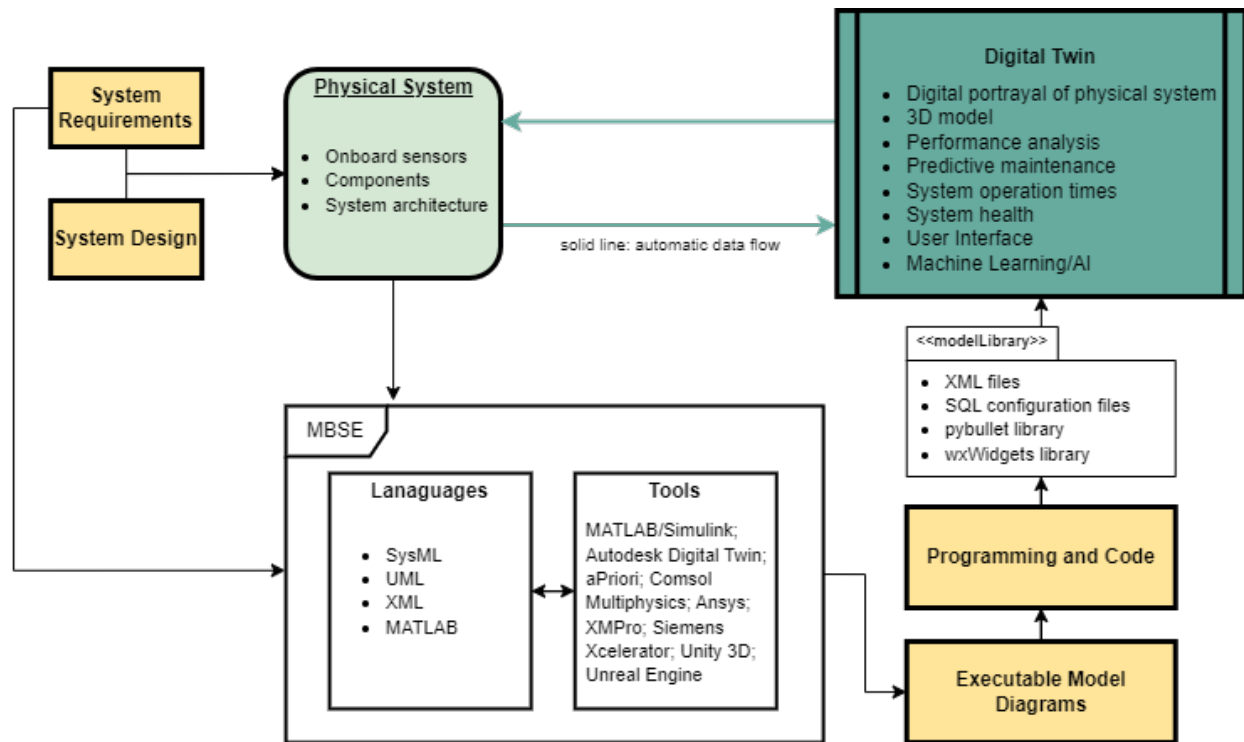 System
Requirements
System Design
Physical System
Onboard sensors
Components
System architecture
solid line: automatic data flow
Digital Twin
Digital portrayal of physical system
3D model
Performance analysis
Predictive maintenance
System operation times
System health
User Interface
Machine Learning/AI
<<modelLibrary>>
XML files
SQL configuration files
pybullet library
wxWidgets library
MBSE
Lanaguages
SysML
UML
XML
MATLAB
Tools
MATLAB/Simulink;
Autodesk Digital Twin;
aPriori; Comsol
Multiphysics; Ansys;
XMPro; Siemens
Xcelerator; Unity 3D;
Unreal Engine
Programming and Code
Executable Model
Diagrams